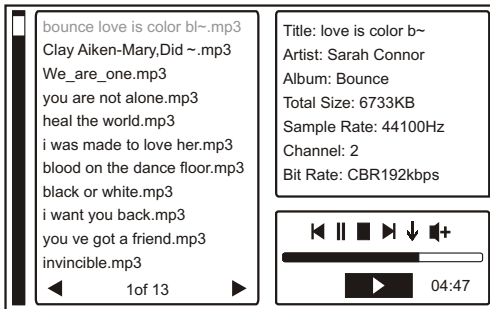 bounce love is color bl~.mp3
Clay Aiken-Mary,Did ~.mp3
We_are_one.mp3
you are not alone.mp3
heal the world.mp3
i was made to love her.mp3
blood on the dance floor.mp3
black or white.mp3
i want you back.mp3
you ve got a friend.mp3
invincible.mp3
1of 13
Title: love is color b~
Artist: Sarah Connor
Album: Bounce
Total Size: 6733KB
Sample Rate: 44100Hz
Channel: 2
Bit Rate: CBR192kbps
04:47